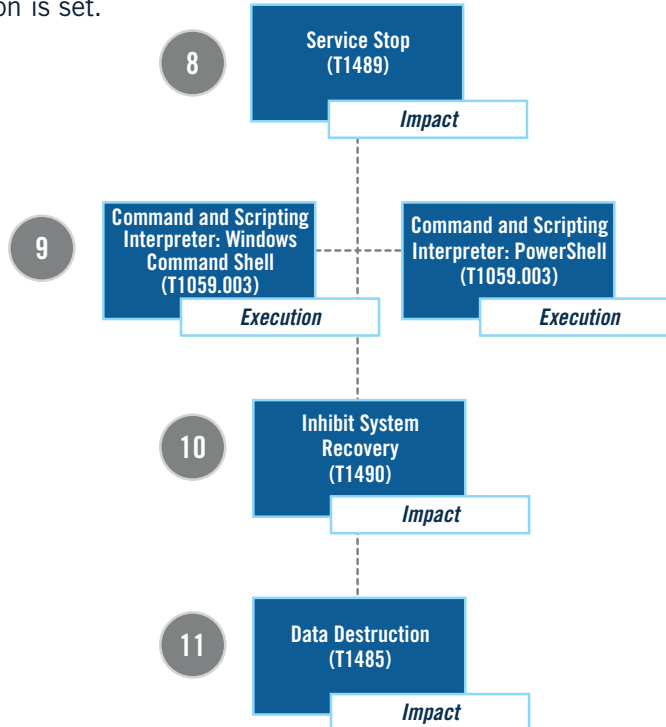 on is set.
8
Service Stop
(T1489)
Impact
9
Command and Scripting
Interpreter: Windows
Command Shell
(T1059.003)
Execution
Command and Scripting
Interpreter: PowerShell
(T1059.003)
Execution
10
Inhibit System
Recovery
(T1490)
Impact
11
Data Destruction
(T1485)
Impact